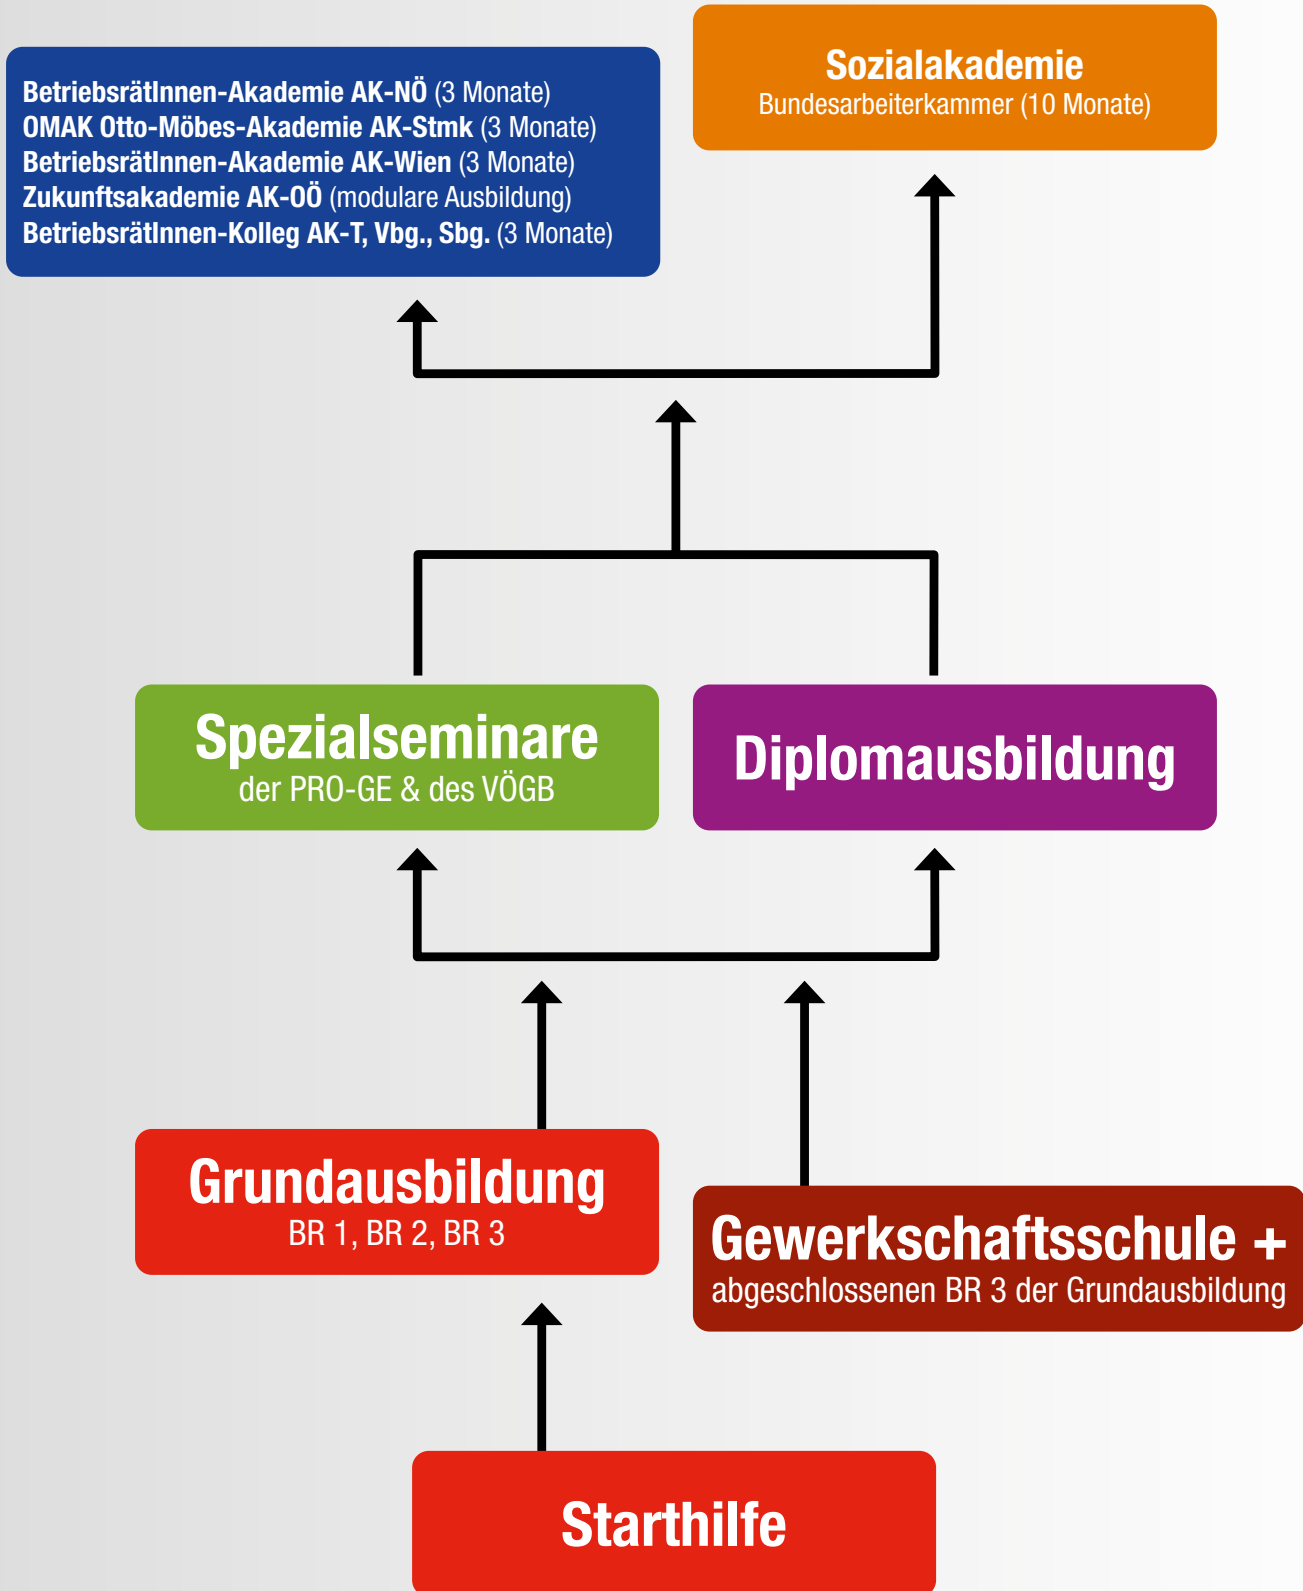 BetriebsrätInnen-Akademie AK-NÖ (3 Monate)
OMAK Otto-Möbes-Akademie AK-Stmk (3 Monate)
BetriebsrätInnen-Akademie AK-Wien (3 Monate)
Zukunftsakademie AK-OÖ (modulare Ausbildung)
BetriebsrätInnen-Kolleg AK-T, Vbg., Sbg. (3 Monate)
Sozialakademie
Bundesarbeiterkammer (10 Monate)
Spezialseminare
der PRO-GE & des VÖGB
Diplomausbildung
Grundausbildung
BR 1, BR 2, BR 3
Gewerkschaftsschule +
abgeschlossenen BR 3 der Grundausbildung
Starthilfe